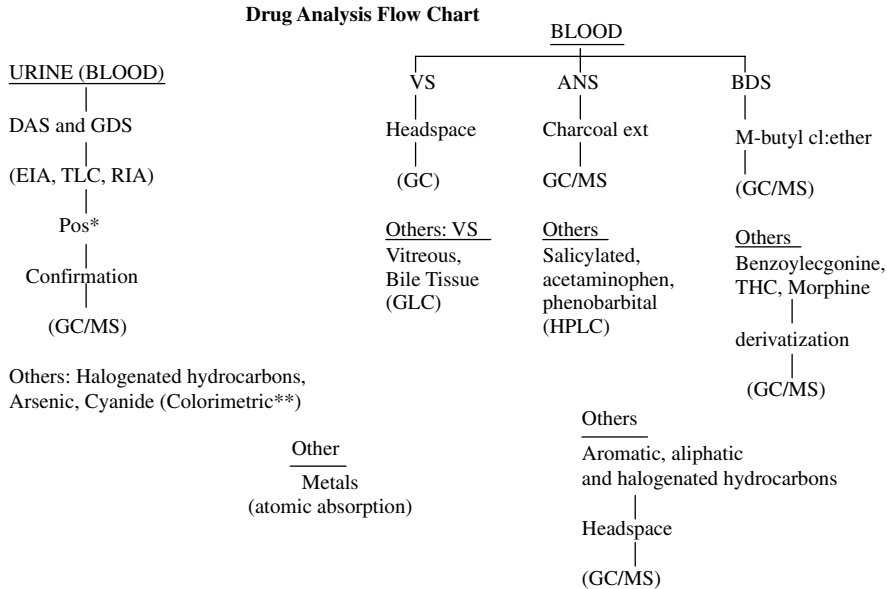 Drug Analysis Flow Chart
URINE (BLOOD)
DAS and GDS
(EIA, TLC, RIA)
Pos*
Confirmation
(GC/MS)
Others: Halogenated hydrocarbons,
Arsenic, Cyanide (Colorimetric**)
BLOOD
VS
Headspace
(GC)
Others: VS
Vitreous,
Bile Tissue
(GLC)
ANS
Charcoal ext
GC/MS
Others
Salicylated,
acetaminophen,
phenobarbital
(HPLC)
BDS
M-butyl cl:ether
(GC/MS)
Others
Benzoylecgonine,
THC, Morphine
derivatization
(GC/MS)
Other
Metals
(atomic absorption)
Others
Aromatic, aliphatic
and halogenated hydrocarbons
Headspace
(GC/MS)